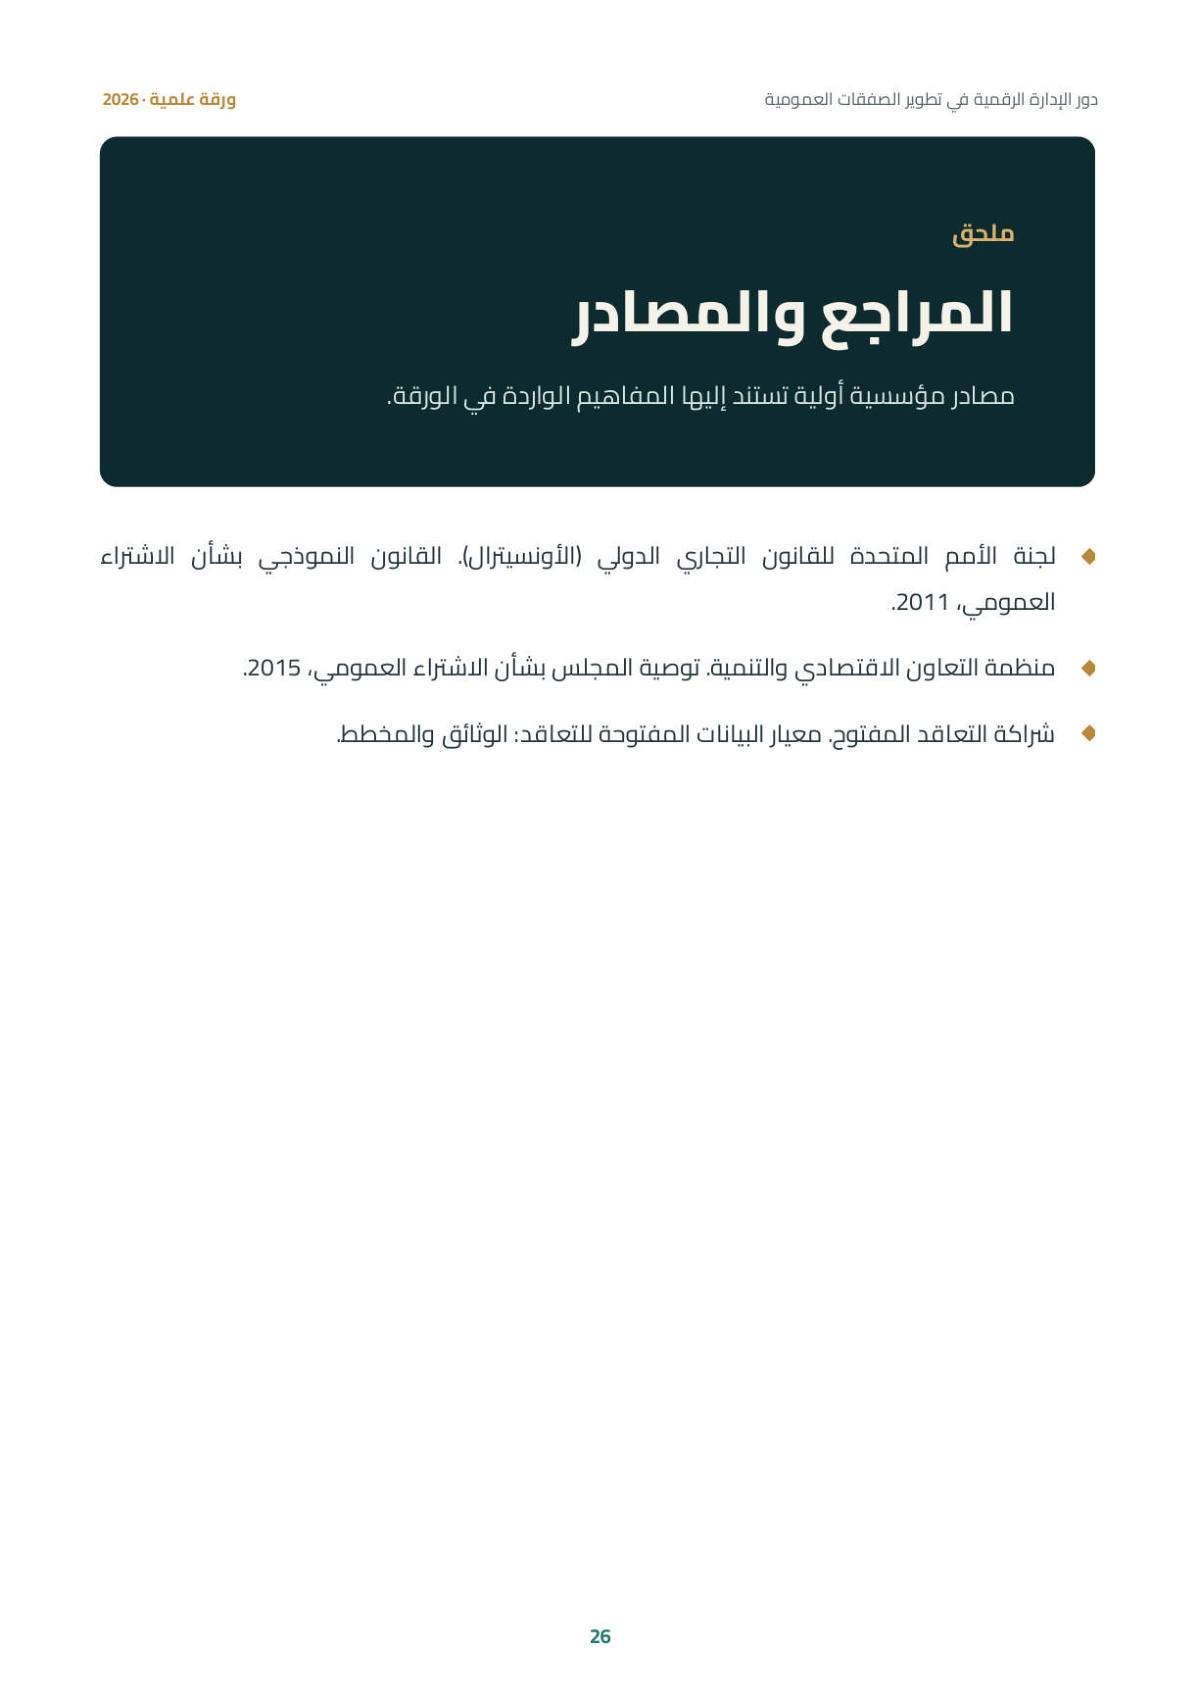 دور الإدارة الرقمية في تطوير الصفقات العمومية
ورقة علمية · 2026
ملحق
المراجع والمصادر
مصادر مؤسسية أولية تستند إليها المفاهيم الواردة في الورقة.
لجنة الأمم المتحدة للقانون التجاري الدولي (الأونسيترال). القانون النموذجي بشأن الاشتراء
العمومي، 2011.
منظمة التعاون الاقتصادي والتنمية. توصية المجلس بشأن الاشتراء العمومي، 2015.
شراكة التعاقد المفتوح. معيار البيانات المفتوحة للتعاقد: الوثائق والمخطط.
26